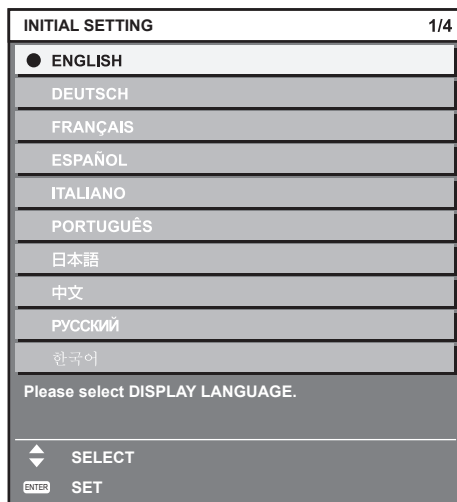 INITIAL SETTING 1/4
ENGLISH
DEUTSCH
FRANÇAIS
ESPAÑOL
ITALIANO
PORTUGUÊS
日本語
中文
РУССКИЙ
한국어
Please select DISPLAY LANGUAGE.
SELECT
ENTER SET